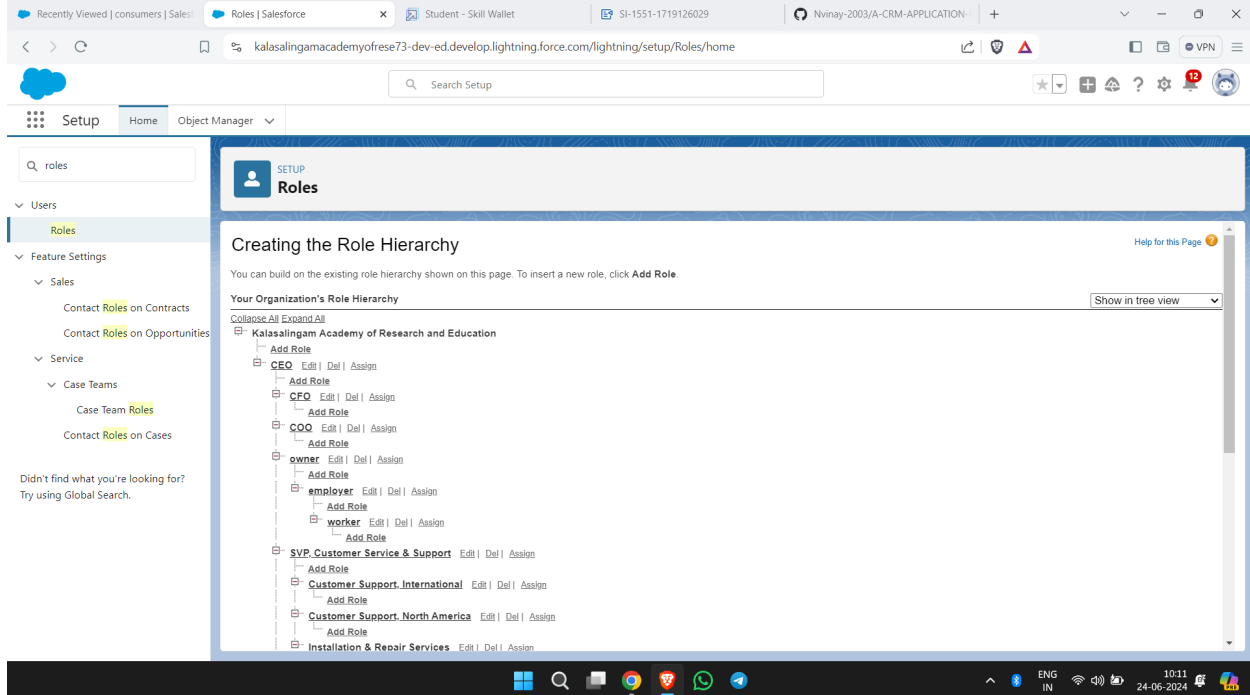 Recently Viewed | consumers | Salesf
Roles | Salesforce
Student - Skill Wallet
SI-1551-1719126029
Nvinay-2003/A-CRM-APPLICATION-
kalasalingamacademyofrese73-dev-ed.develop.lightning.force.com/lightning/setup/Roles/home
VPN
Search Setup
12
Setup
Home
Object Manager
roles
Users
Roles
Feature Settings
Sales
Contact Roles on Contracts
Contact Roles on Opportunities
Service
Case Teams
Case Team Roles
Contact Roles on Cases
Didn't find what you're looking for?
Try using Global Search.
SETUP
Roles
Creating the Role Hierarchy
Help for this Page ?
You can build on the existing role hierarchy shown on this page. To insert a new role, click Add Role.
Your Organization's Role Hierarchy
Show in tree view
Collapse All Expand All
Kalasalingam Academy of Research and Education
Add Role
CEO Edit | Del | Assign
Add Role
CFO Edit | Del | Assign
Add Role
COO Edit | Del | Assign
Add Role
owner Edit | Del | Assign
Add Role
employer Edit | Del | Assign
Add Role
worker Edit | Del | Assign
Add Role
SVP, Customer Service & Support Edit | Del | Assign
Add Role
Customer Support, International Edit | Del | Assign
Add Role
Customer Support, North America Edit | Del | Assign
Add Role
Installation & Repair Services Edit | Del | Assign
ENG
IN
10:11
24-06-2024
PRE